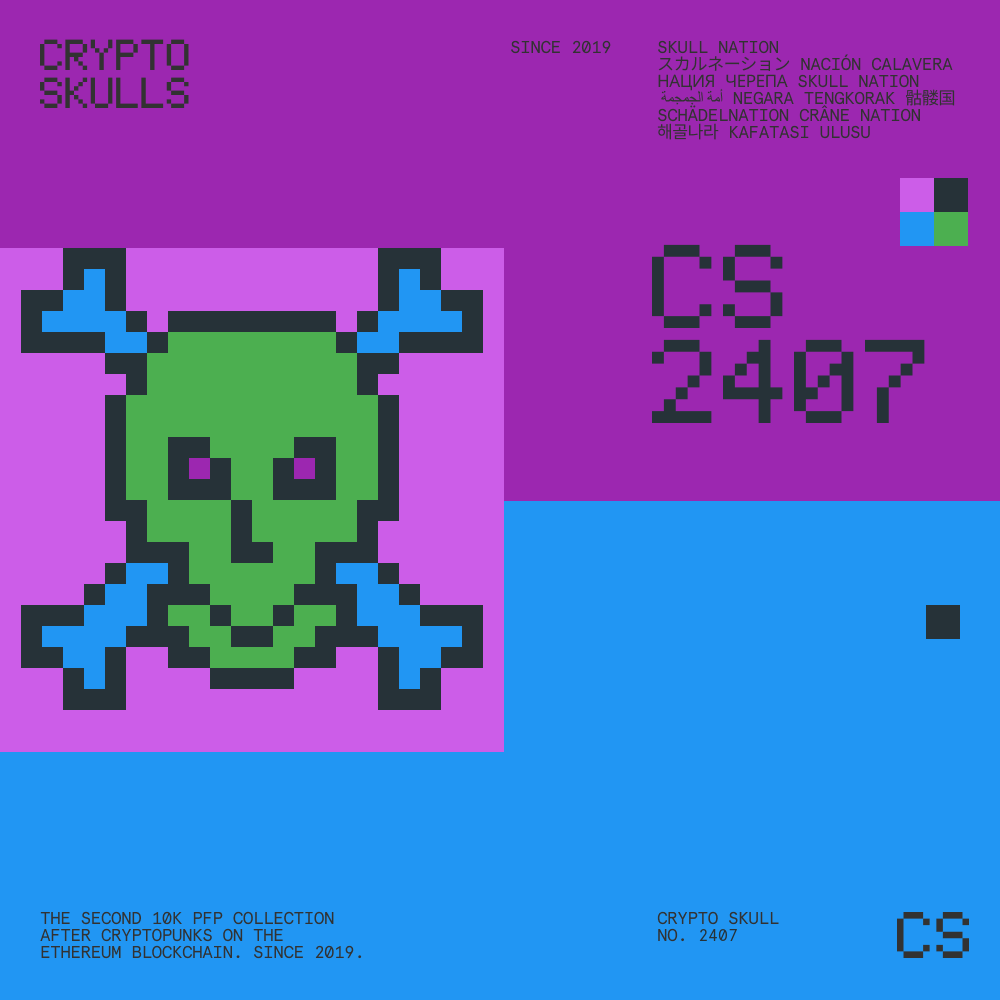 CRYPTO
SKULLS
SINCE 2019
SKULL NATION
スカルネーション NACIÓN CALAVERA
НАЦИЯ ЧЕРЕПА SKULL NATION
أمة الجمجمة NEGARA TENGKORAK 骷髅国
SCHÄDELNATION CRÂNE NATION
해골나라 KAFATASI ULUSU
CS
2407
THE SECOND 10K PFP COLLECTION
AFTER CRYPTOPUNKS ON THE
ETHEREUM BLOCKCHAIN. SINCE 2019.
CRYPTO SKULL
NO. 2407
CS